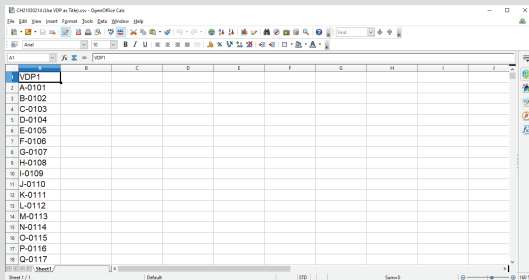 CH21030214 (Use VDP as Title).csv - OpenOffice Calc
File Edit View Insert Format Tools Data Window Help
Find
Arial 10
A1 VDP1
A B C D E F G H I J
1 VDP1
2 A-0101
3 B-0102
4 C-0103
5 D-0104
6 E-0105
7 F-0106
8 G-0107
9 H-0108
10 I-0109
11 J-0110
12 K-0111
13 L-0112
14 M-0113
15 N-0114
16 O-0115
17 P-0116
18 Q-0117
Sheet1
Sheet 1 / 1 Default STD Sum=0